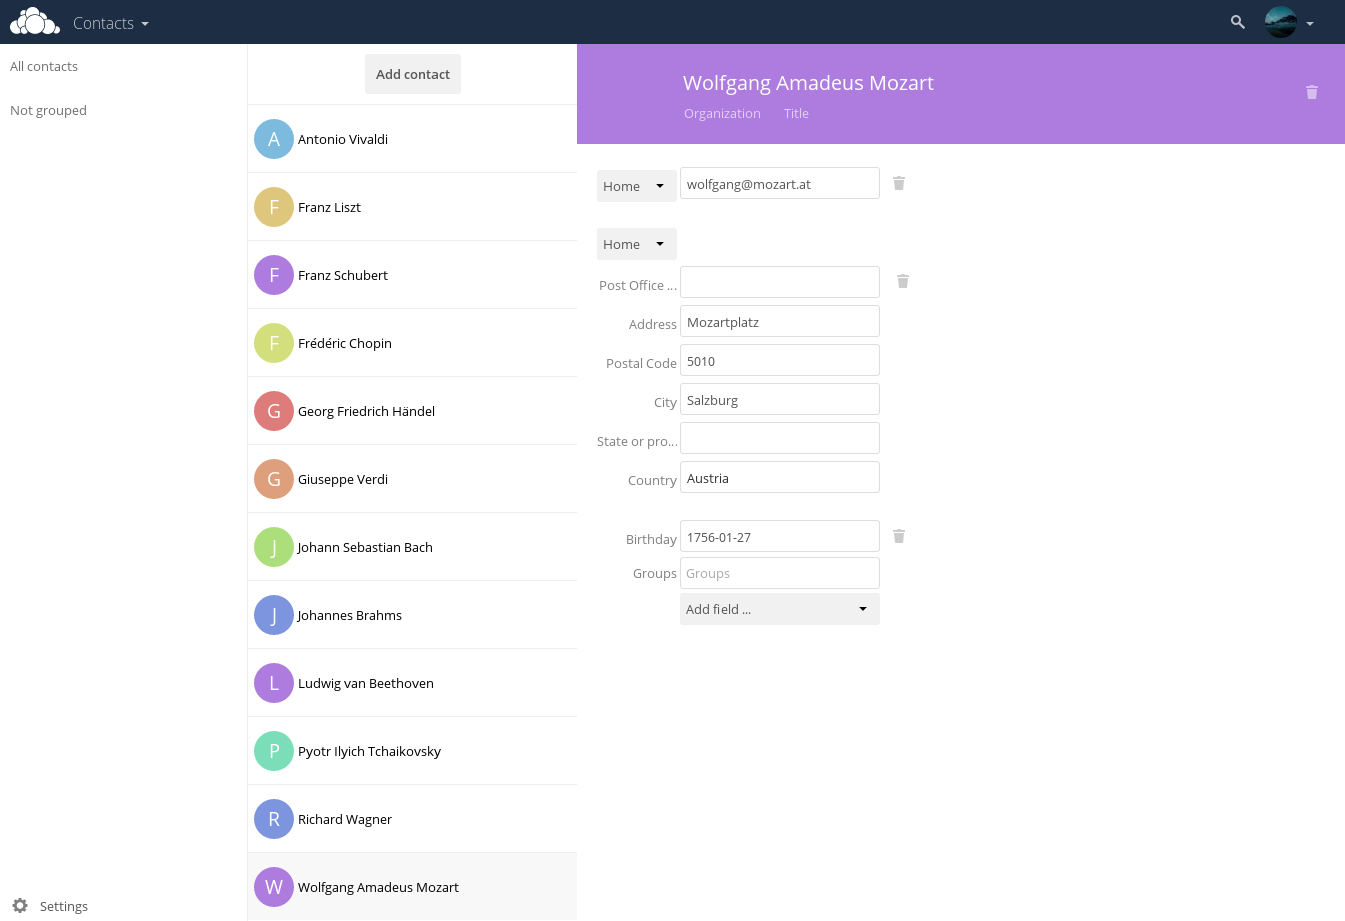 Contacts
All contacts
Not grouped
Settings
Add contact
A Antonio Vivaldi
F Franz Liszt
F Franz Schubert
F Frédéric Chopin
G Georg Friedrich Händel
G Giuseppe Verdi
J Johann Sebastian Bach
J Johannes Brahms
L Ludwig van Beethoven
P Pyotr Ilyich Tchaikovsky
R Richard Wagner
W Wolfgang Amadeus Mozart
Wolfgang Amadeus Mozart
Organization Title
Home wolfgang@mozart.at
Home
Post Office ...
Address Mozartplatz
Postal Code 5010
City Salzburg
State or pro...
Country Austria
Birthday 1756-01-27
Groups Groups
Add field ...